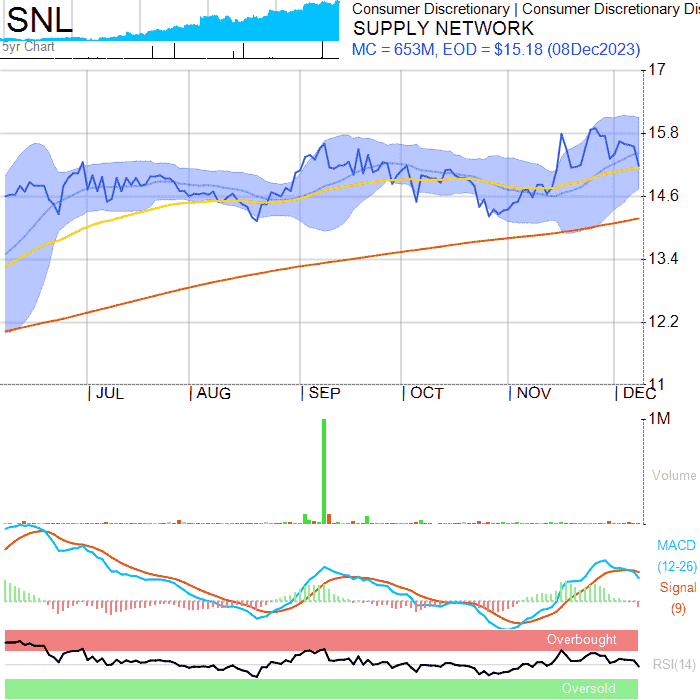 SNL
5yr Chart
Consumer Discretionary | Consumer Dis
SUPPLY NETWORK
MC = 653M, EOD = $15.18 (08Dec2023)
17
15.8
14.6
13.4
12.2
11
| JUL | AUG | SEP | OCT | NOV | DEC
1M
Volume
MACD
(12-26)
Signal
(9)
Overbought
RSI(14)
Oversold